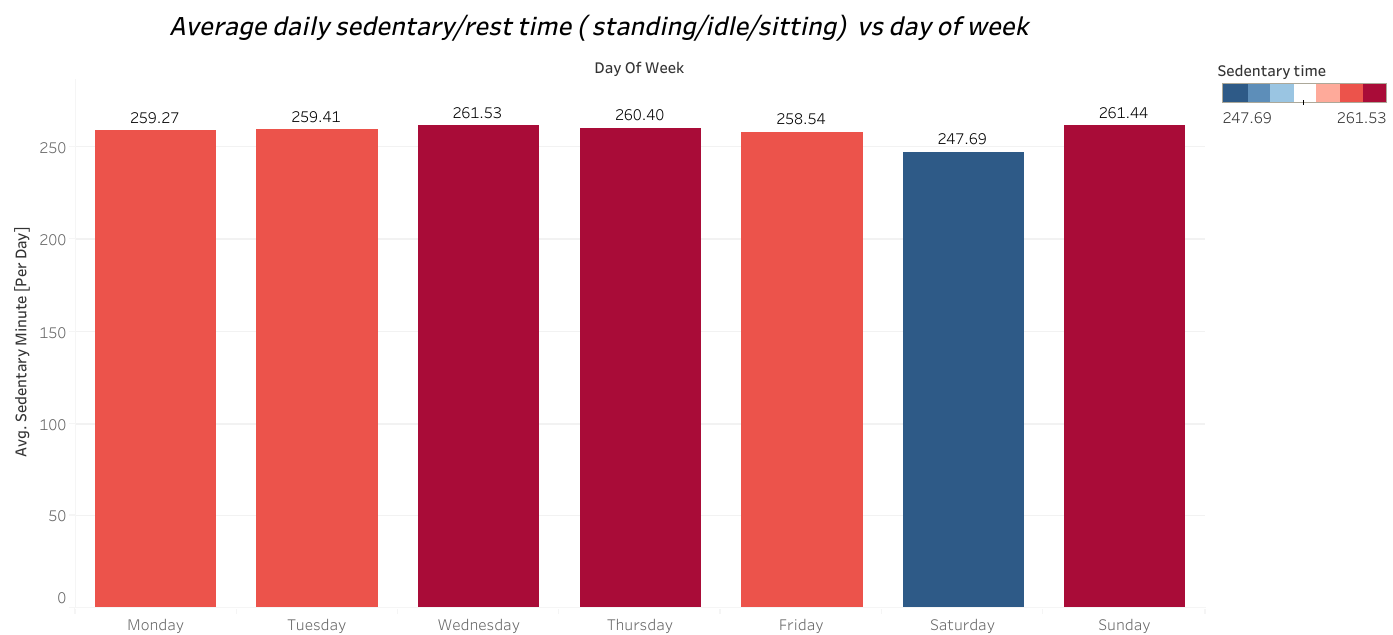 Average daily sedentary/rest time ( standing/idle/sitting)  vs day of week
Day Of Week
Sedentary time
247.69 261.53
Avg. Sedentary Minute [Per Day]
250
200
150
100
50
0
259.27 259.41 261.53 260.40 258.54 247.69 261.44
Monday Tuesday Wednesday Thursday Friday Saturday Sunday